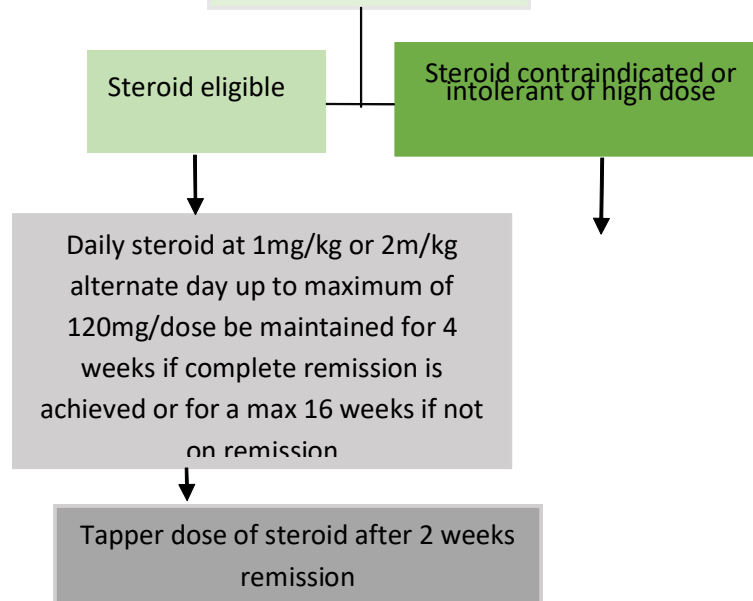 Steroid eligible
Steroid contraindicated or
intolerant of high dose
Daily steroid at 1mg/kg or 2m/kg
alternate day up to maximum of
120mg/dose be maintained for 4
weeks if complete remission is
achieved or for a max 16 weeks if not
on remission
Tapper dose of steroid after 2 weeks
remission